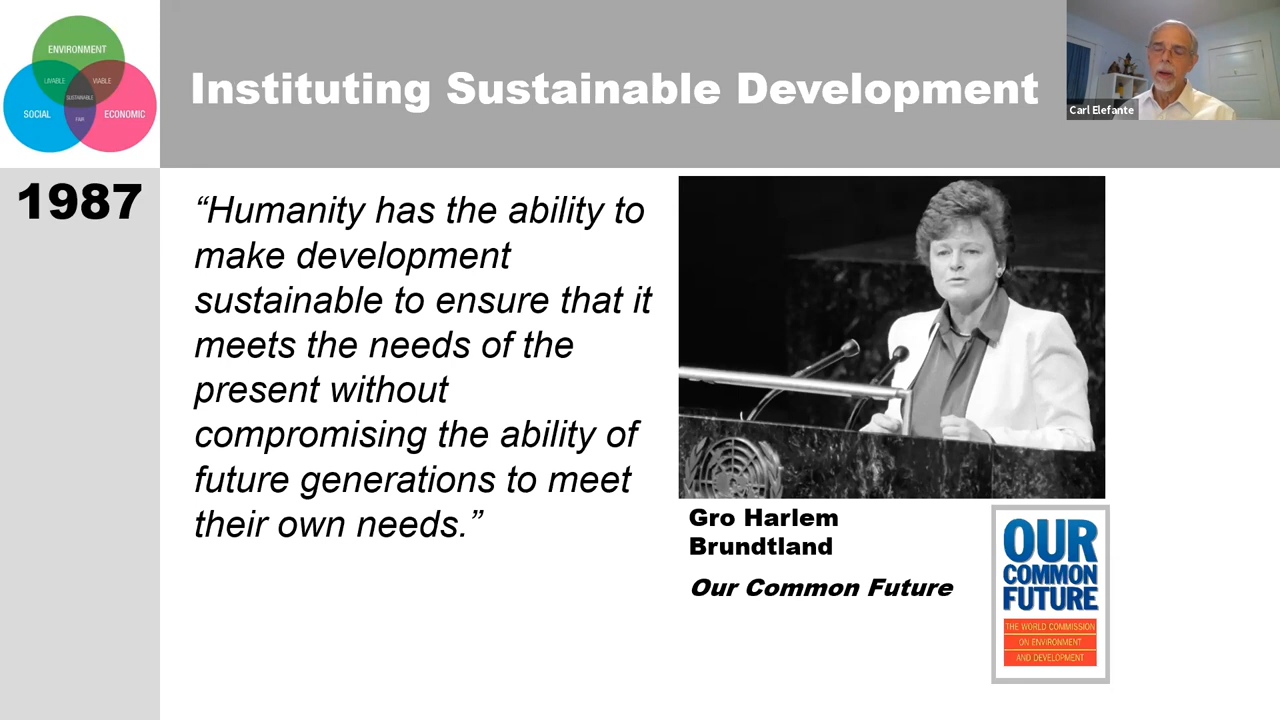 ENVIRONMENT
LIVABLE
VIABLE
SUSTAINABLE
SOCIAL
ECONOMIC
FAIR
Instituting Sustainable Development
Carl Elefante
1987
“Humanity has the ability to
make development
sustainable to ensure that it
meets the needs of the
present without
compromising the ability of
future generations to meet
their own needs.”
Gro Harlem
Brundtland
Our Common Future
OUR
COMMON
FUTURE
THE WORLD COMMISSION
ON ENVIRONMENT
AND DEVELOPMENT